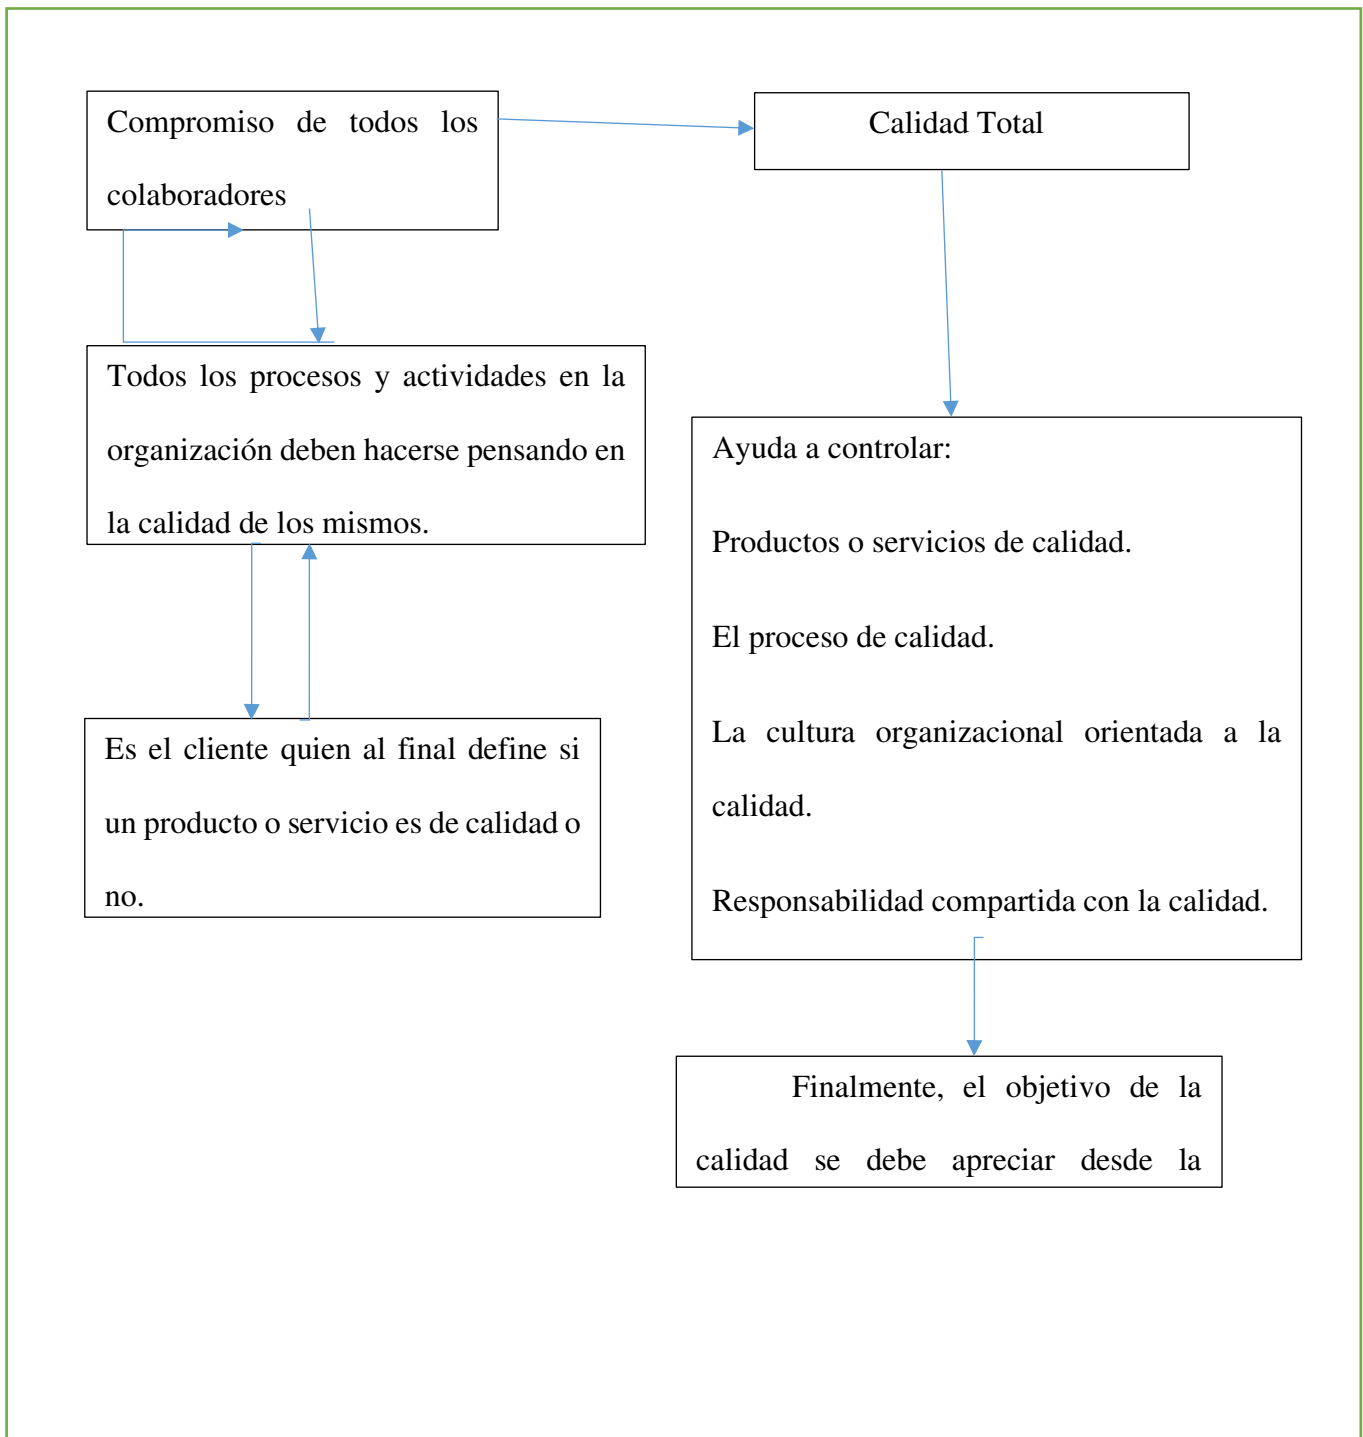 Compromiso de todos los
colaboradores
Calidad Total
Todos los procesos y actividades en la
organización deben hacerse pensando en
la calidad de los mismos.
Ayuda a controlar:
Productos o servicios de calidad.
El proceso de calidad.
La cultura organizacional orientada a la
calidad.
Responsabilidad compartida con la calidad.
Es el cliente quien al final define si
un producto o servicio es de calidad o
no.
Finalmente, el objetivo de la
calidad se debe apreciar desde la